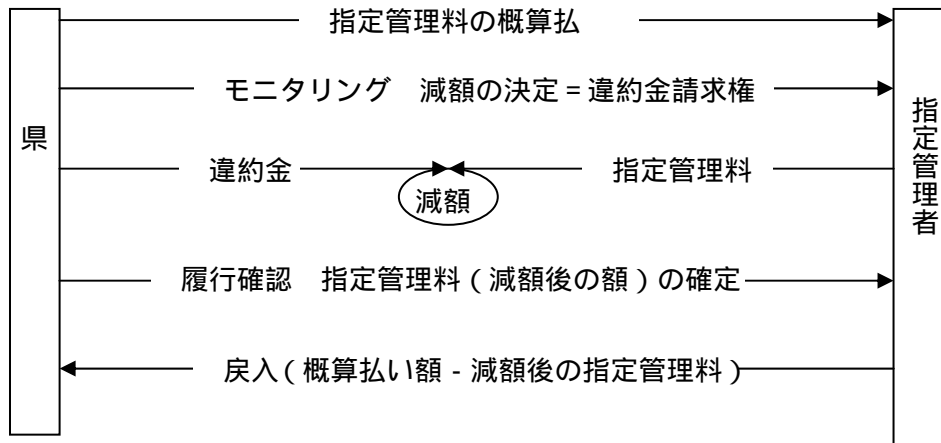 指定管理料の概算払
モニタリング　減額の決定＝違約金請求権
県
指定管理者
違約金
指定管理料
減額
履行確認　指定管理料（減額後の額）の確定
戻入（概算払い額‐減額後の指定管理料）